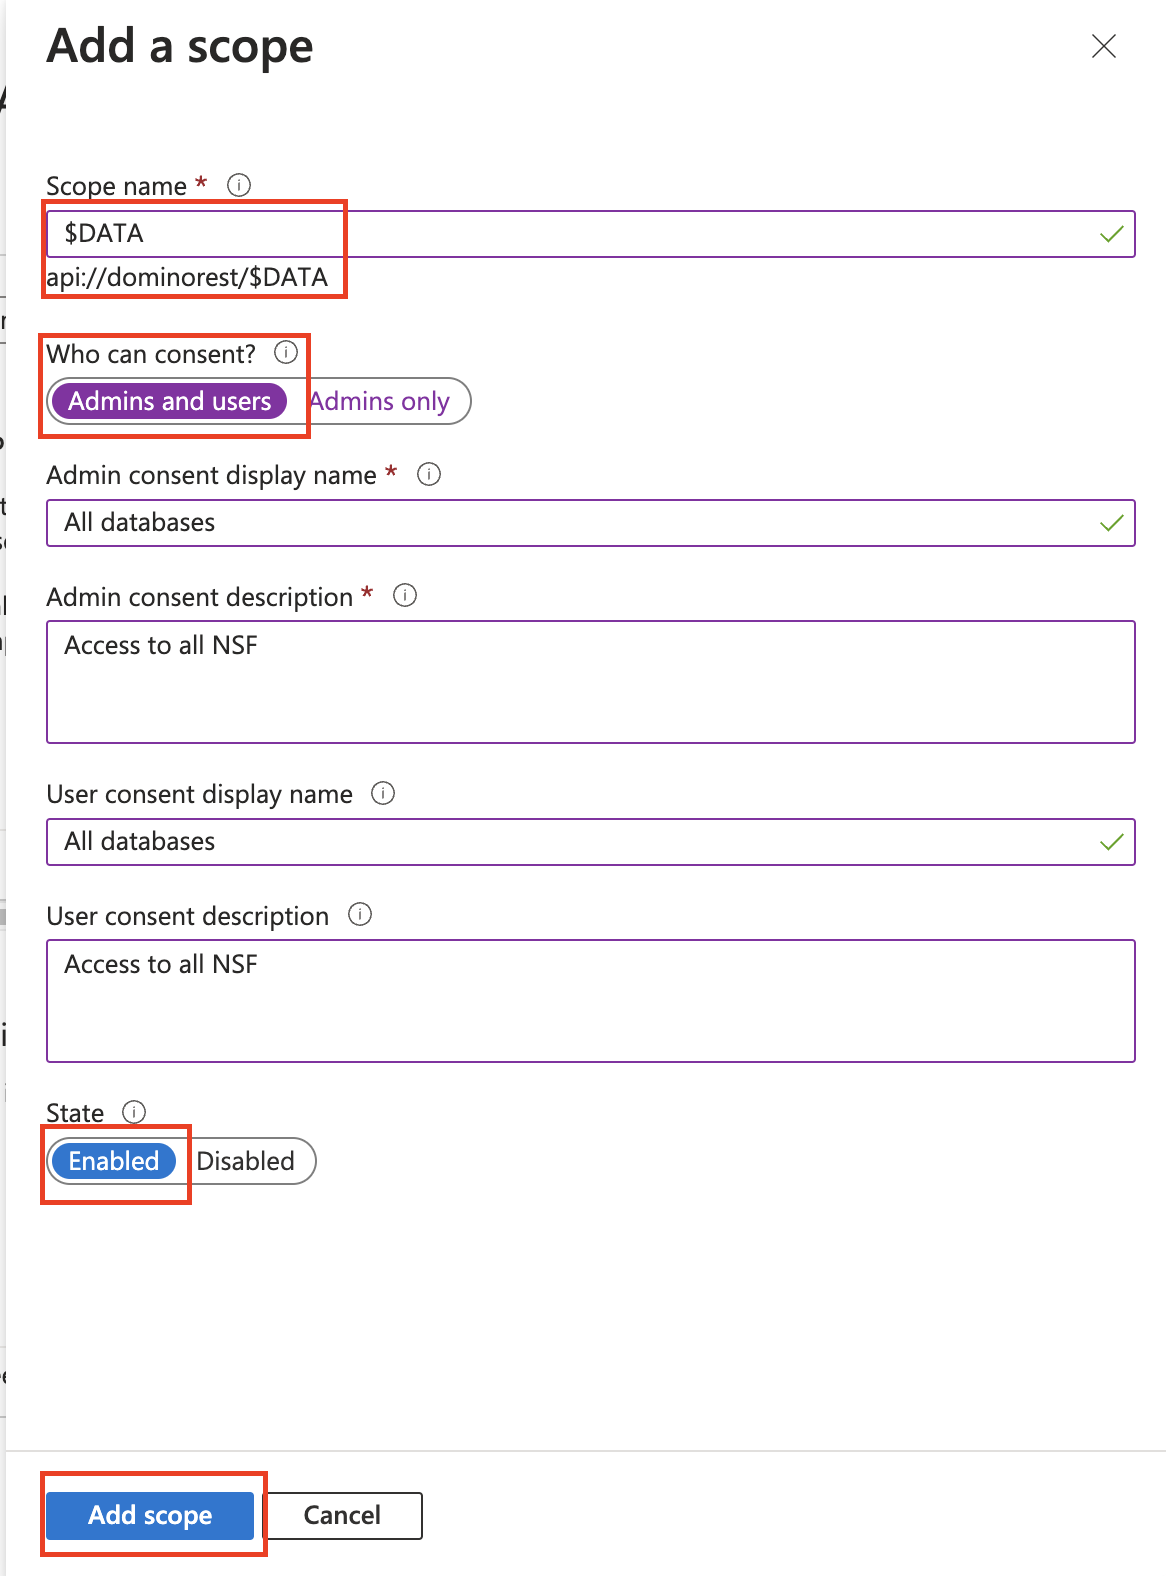 Add a scope
Scope name *
$DATA
api://dominorest/$DATA
Who can consent?
Admins and users Admins only
Admin consent display name *
All databases
Admin consent description *
Access to all NSF
User consent display name
All databases
User consent description
Access to all NSF
State
Enabled Disabled
Add scope Cancel